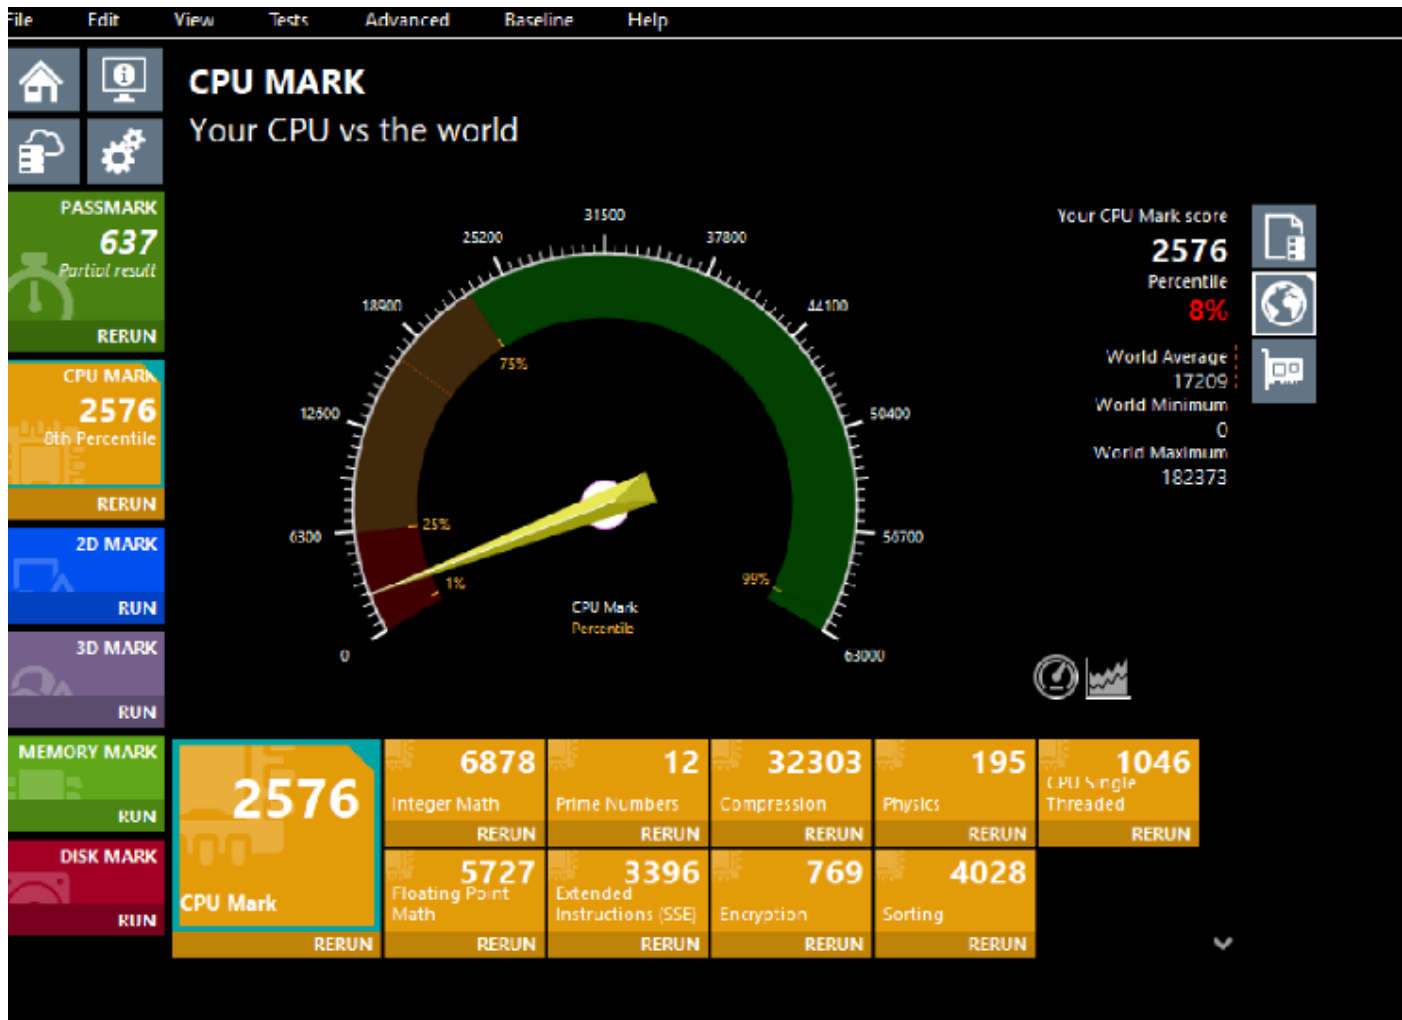 File Edit View Tests Advanced Baseline Help
CPU MARK
Your CPU vs the world
PASSMARK
637
Partial result
RERUN
CPU MARK
2576
8th Percentile
RERUN
2D MARK
RUN
3D MARK
RUN
MEMORY MARK
RUN
DISK MARK
RUN
31500
25200
37800
18900
44100
75%
12600
50400
25%
6300
56700
1%
99%
CPU Mark
Percentile
0
63000
Your CPU Mark score
2576
Percentile
8%
World Average
17209
World Minimum
0
World Maximum
182373
2576
CPU Mark
RERUN
6878
Integer Math
RERUN
12
Prime Numbers
RERUN
32303
Compression
RERUN
195
Physics
RERUN
1046
CPU Single
Threaded
RERUN
5727
Floating Point
Math
RERUN
3396
Extended
Instructions (SSE)
RERUN
769
Encryption
RERUN
4028
Sorting
RERUN